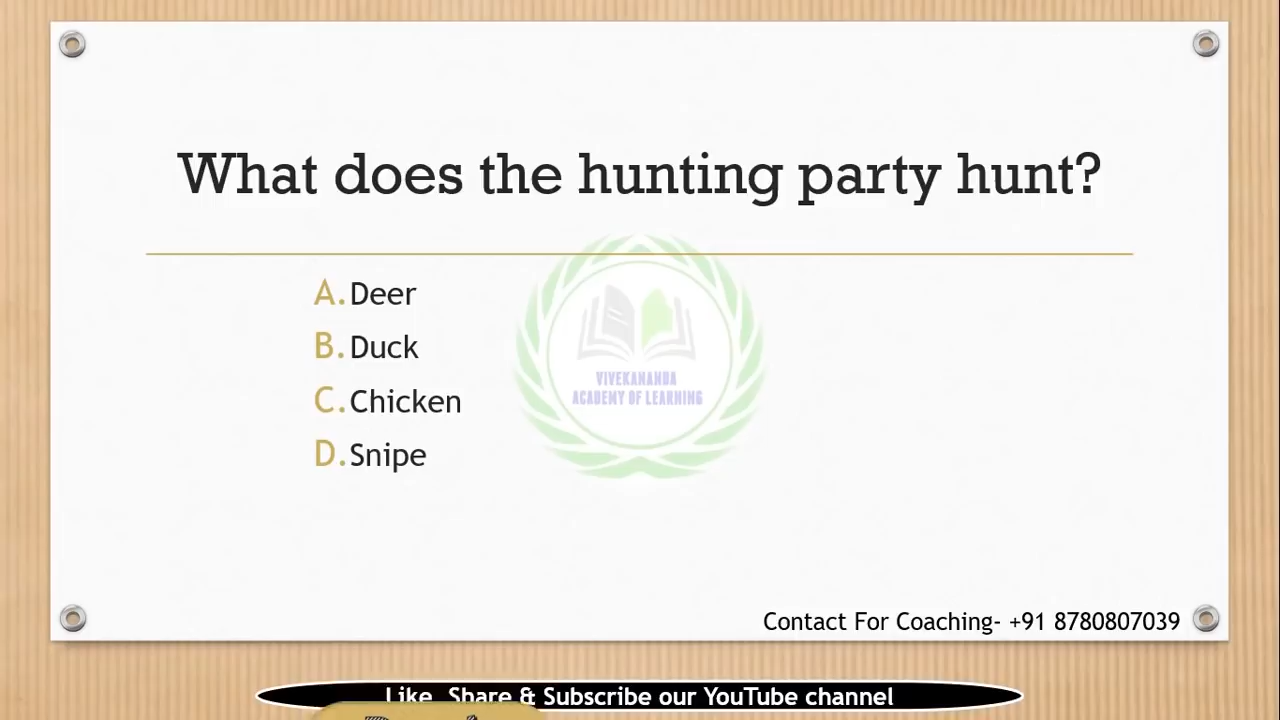 What does the hunting party hunt?
A. Deer
B. Duck
C. Chicken
D. Snipe
VIVEKANANDA
ACADEMY OF LEARNING
Contact For Coaching- +91 8780807039
Like, Share & Subscribe our YouTube channel